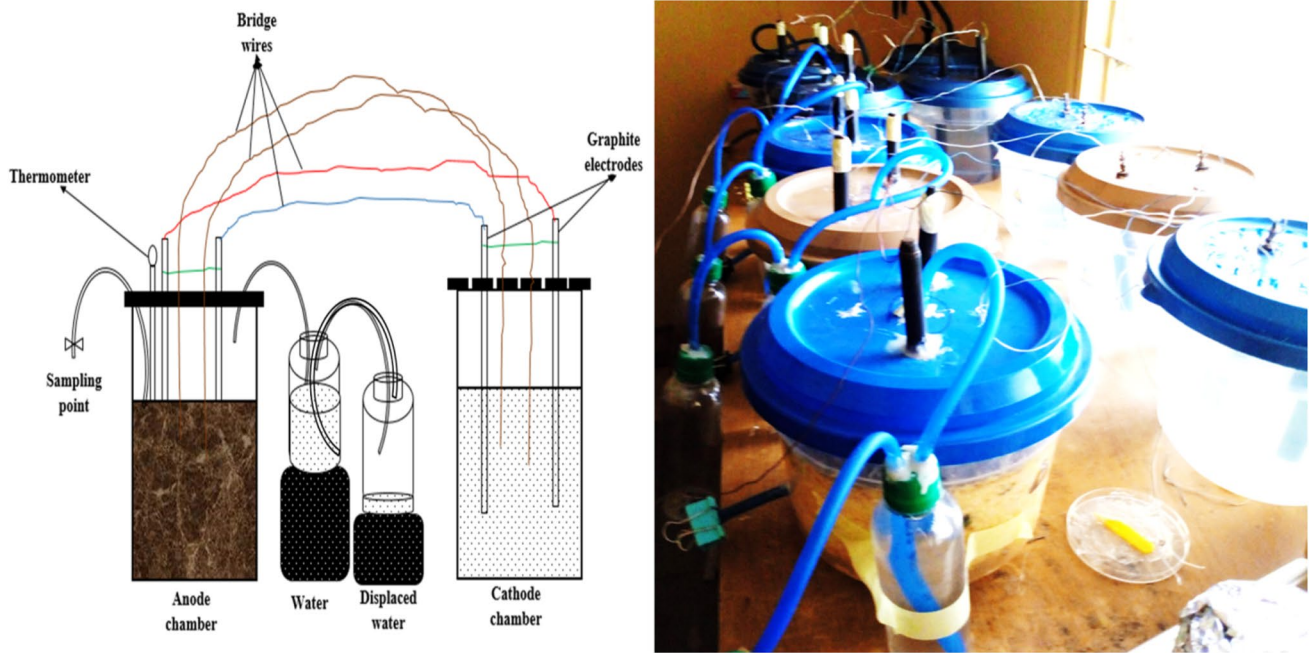 Bridge
wires
Graphite
electrodes
Thermometer
Sampling
point
Anode
chamber
Water
Displaced
water
Cathode
chamber